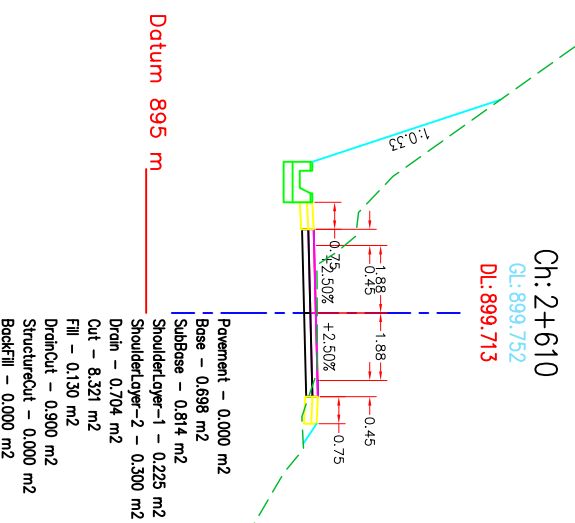 Ch: 2+610
GL:899.752
DL:899.713
1:0.33
0.75
0.45
1.88
1.88
0.45
0.75
+2.50%
+2.50%
Datum 895 m
Pavement - 0.000 m2
Base - 0.698 m2
SubBase - 0.814 m2
ShoulderLayer-1 - 0.225 m2
ShoulderLayer-2 - 0.300 m2
Drain - 0.704 m2
Cut - 8.321 m2
Fill - 0.130 m2
DrainCut - 0.900 m2
StructureCut - 0.000 m2
BackFill - 0.000 m2